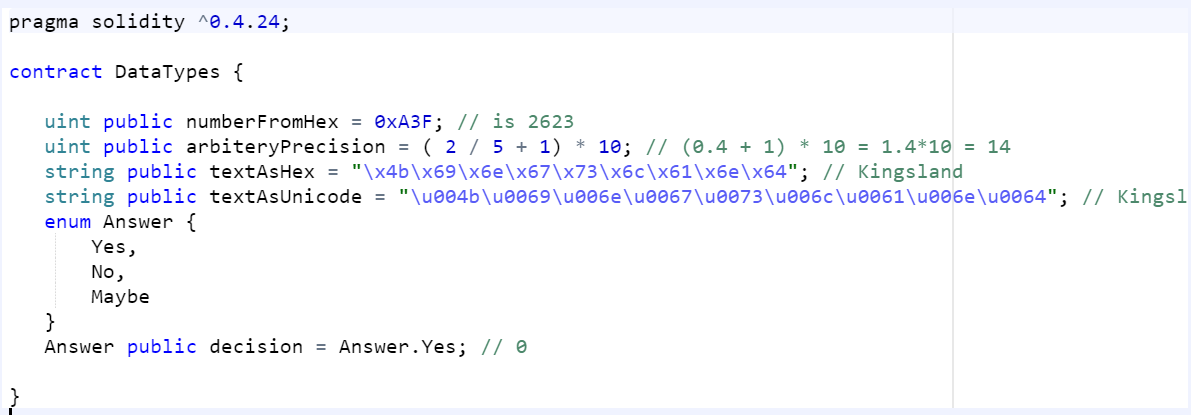 pragma solidity ^0.4.24;
contract DataTypes {
uint public numberFromHex = 0xA3F; // is 2623
uint public arbiteryPrecision = ( 2 / 5 + 1) * 10; // (0.4 + 1) * 10 = 1.4*10 = 14
string public textAsHex = "\x4b\x69\x6e\x67\x73\x6c\x61\x6e\x64"; // Kingsland
string public textAsUnicode = "\u004b\u0069\u006e\u0067\u0073\u006c\u0061\u006e\u0064"; // Kingsl
enum Answer {
Yes,
No,
Maybe
}
Answer public decision = Answer.Yes; // 0
}